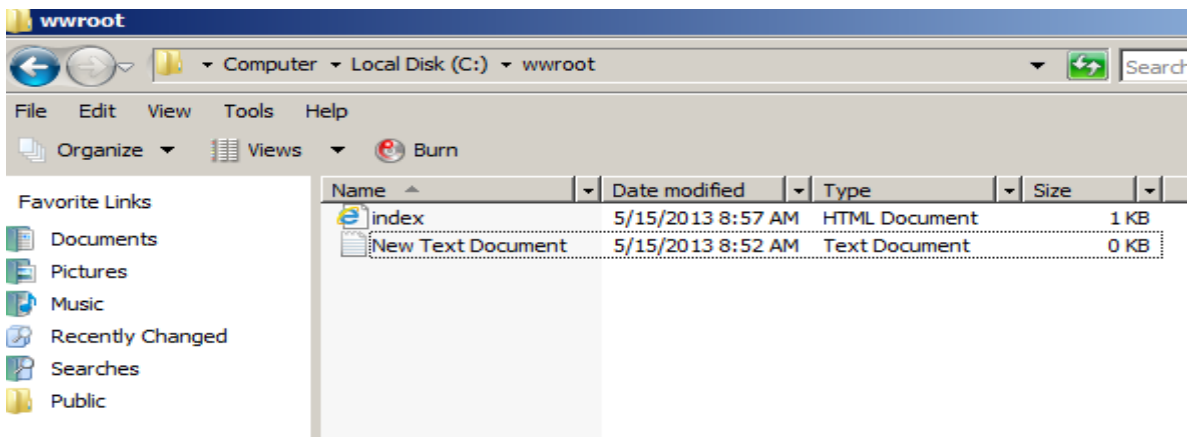 wwroot
Computer Local Disk (C:) wwroot Search
File Edit View Tools Help
Organize Views Burn
Favorite Links
Documents
Pictures
Music
Recently Changed
Searches
Public
Name Date modified Type Size
index 5/15/2013 8:57 AM HTML Document 1 KB
New Text Document 5/15/2013 8:52 AM Text Document 0 KB